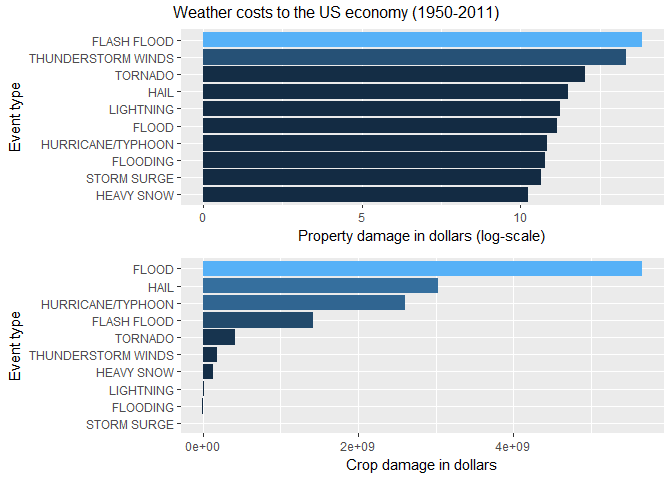 Weather costs to the US economy (1950-2011)
Event type
FLASH FLOOD
THUNDERSTORM WINDS
TORNADO
HAIL
LIGHTNING
FLOOD
HURRICANE/TYPHOON
FLOODING
STORM SURGE
HEAVY SNOW
0 5 10
Property damage in dollars (log-scale)
Event type
FLOOD
HAIL
HURRICANE/TYPHOON
FLASH FLOOD
TORNADO
THUNDERSTORM WINDS
HEAVY SNOW
LIGHTNING
FLOODING
STORM SURGE
0e+00 2e+09 4e+09
Crop damage in dollars